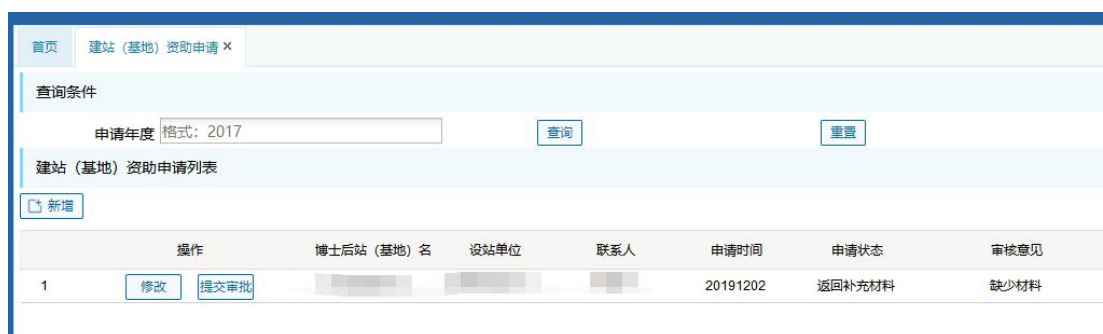 首页 建站（基地）资助申请 ×
查询条件
申请年度 格式：2017 查询 重置
建站（基地）资助申请列表
新增
操作 博士后站（基地）名 设站单位 联系人 申请时间 申请状态 审核意见
1 修改 提交审批 20191202 返回补充材料 缺少材料